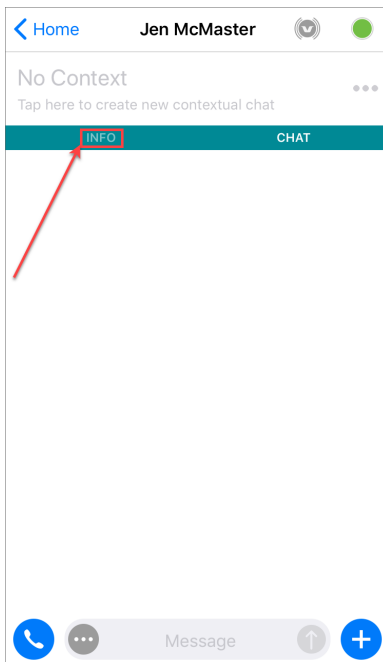 Home Jen McMaster
No Context
Tap here to create new contextual chat
INFO CHAT
Message